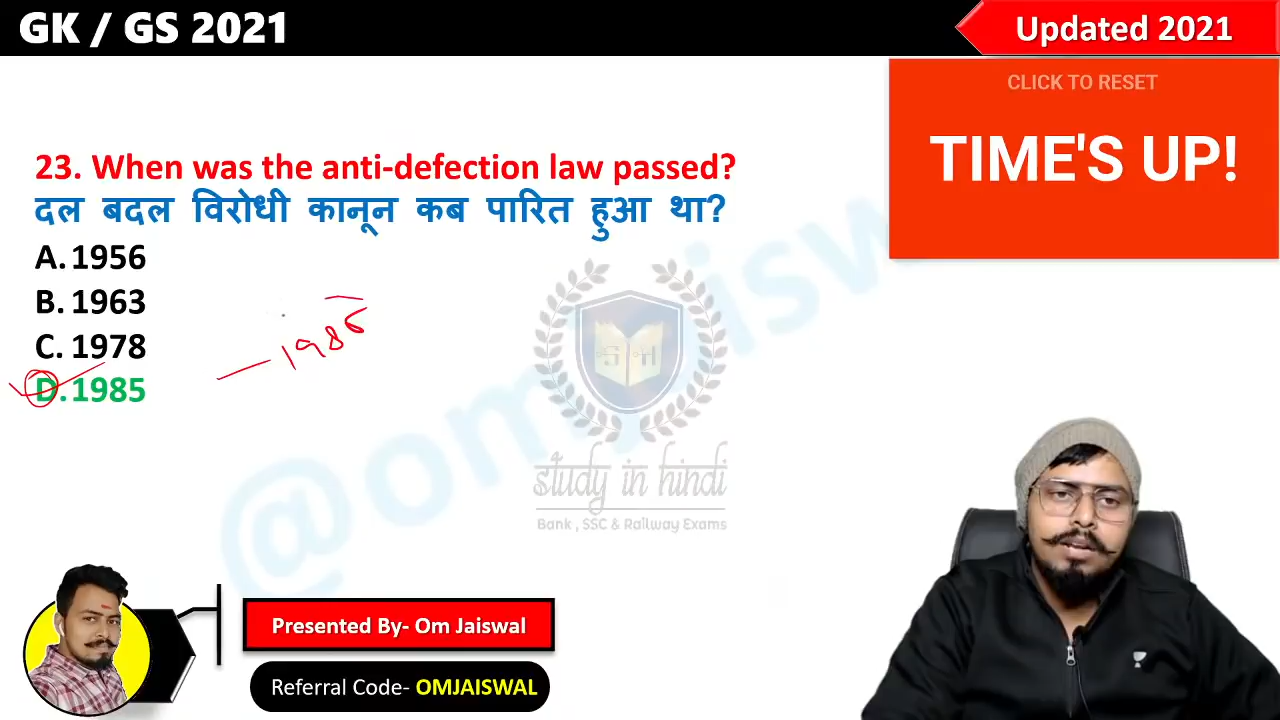 GK / GS 2021
Updated 2021
CLICK TO RESET
TIME'S UP!
23. When was the anti-defection law passed?
दल बदल विरोधी कानून कब पारित हुआ था?
A. 1956
B. 1963
C. 1978
D. 1985
1985
@omjaisw
study in hindi
Bank , SSC & Railway Exams
Presented By- Om Jaiswal
Referral Code- OMJAISWAL